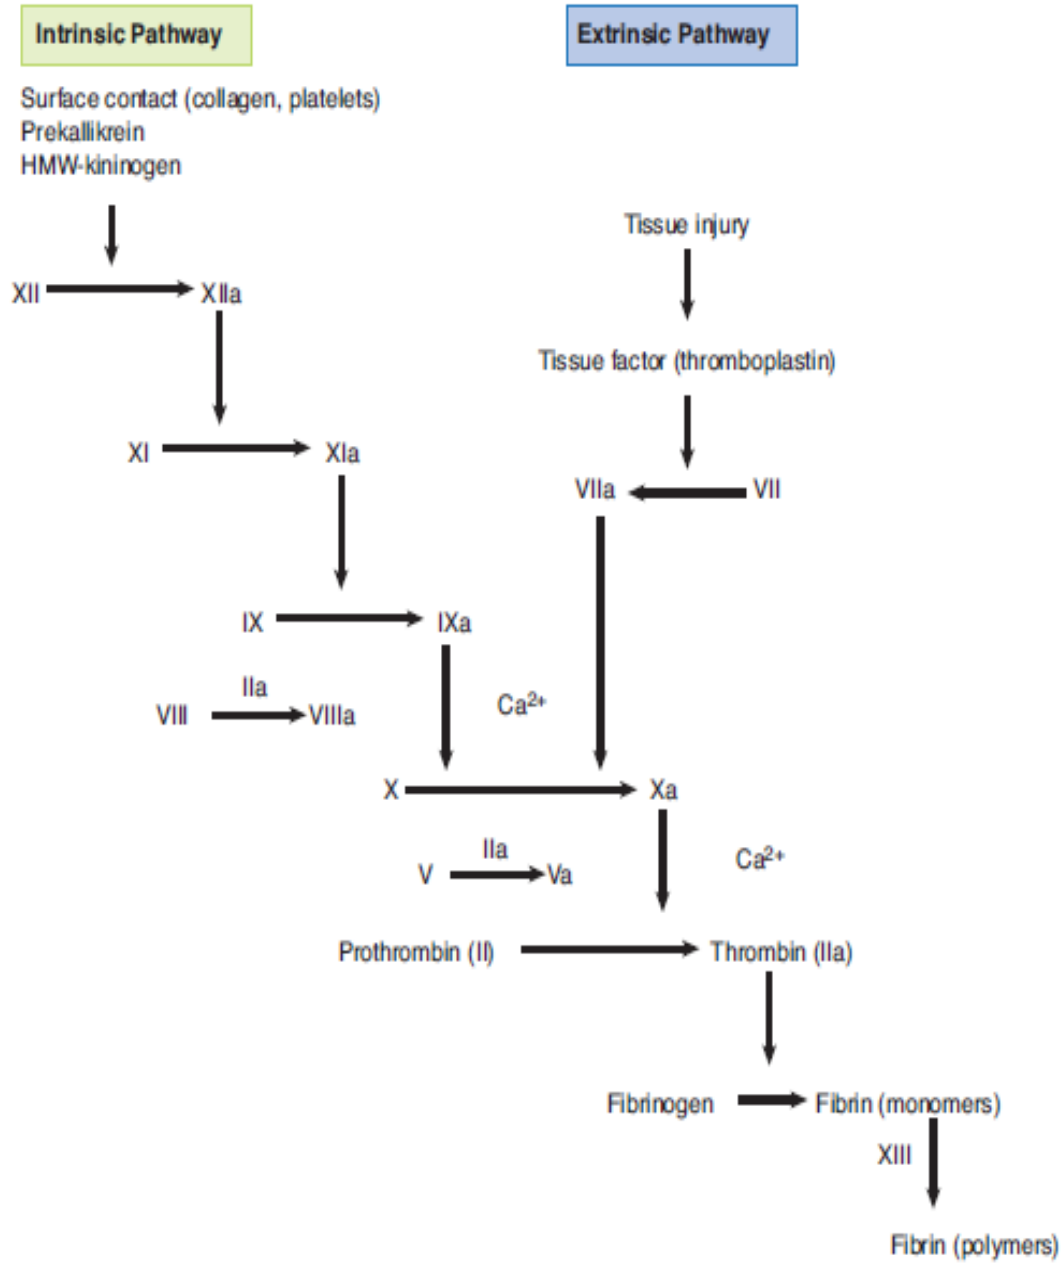 Intrinsic Pathway
Extrinsic Pathway
Surface contact (collagen, platelets)
Prekallikrein
HMW-kininogen
Tissue injury
XII
XIIa
Tissue factor (thromboplastin)
XI
XIa
VIIa
VII
IX
IXa
IIa
VIII
VIIIa
Ca²⁺
X
Xa
IIa
V
Va
Ca²⁺
Prothrombin (II)
Thrombin (IIa)
Fibrinogen
Fibrin (monomers)
XIII
Fibrin (polymers)